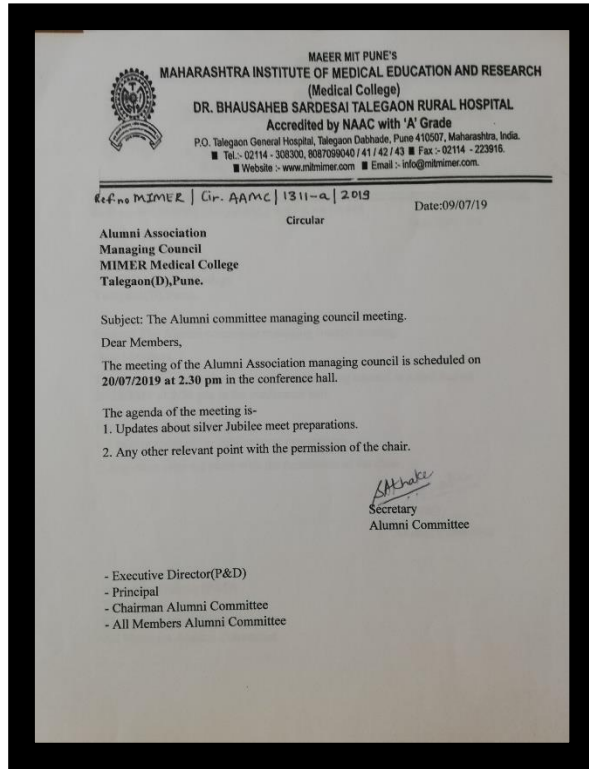 MAEER MIT PUNE'S
MAHARASHTRA INSTITUTE OF MEDICAL EDUCATION AND RESEARCH
(Medical College)
DR. BHAUSAHEB SARDESAI TALEGAON RURAL HOSPITAL
Accredited by NAAC with 'A' Grade
P.O. Talegaon General Hospital, Talegaon Dabhade, Pune 410507, Maharashtra, India.
■ Tel.:- 02114 - 308300, 8087099040 / 41 / 42 / 43 ■ Fax :- 02114 - 223916.
■ Website :- www.mitmimer.com ■ Email :- info@mitmimer.com.
Ref.no MIMER | Cir. AAMC | 1311-a | 2019
Date:09/07/19
Circular
Alumni Association
Managing Council
MIMER Medical College
Talegaon(D),Pune.
Subject: The Alumni committee managing council meeting.
Dear Members,
The meeting of the Alumni Association managing council is scheduled on
20/07/2019 at 2.30 pm in the conference hall.
The agenda of the meeting is-
1. Updates about silver Jubilee meet preparations.
2. Any other relevant point with the permission of the chair.
Secretary
Alumni Committee
- Executive Director(P&D)
- Principal
- Chairman Alumni Committee
- All Members Alumni Committee